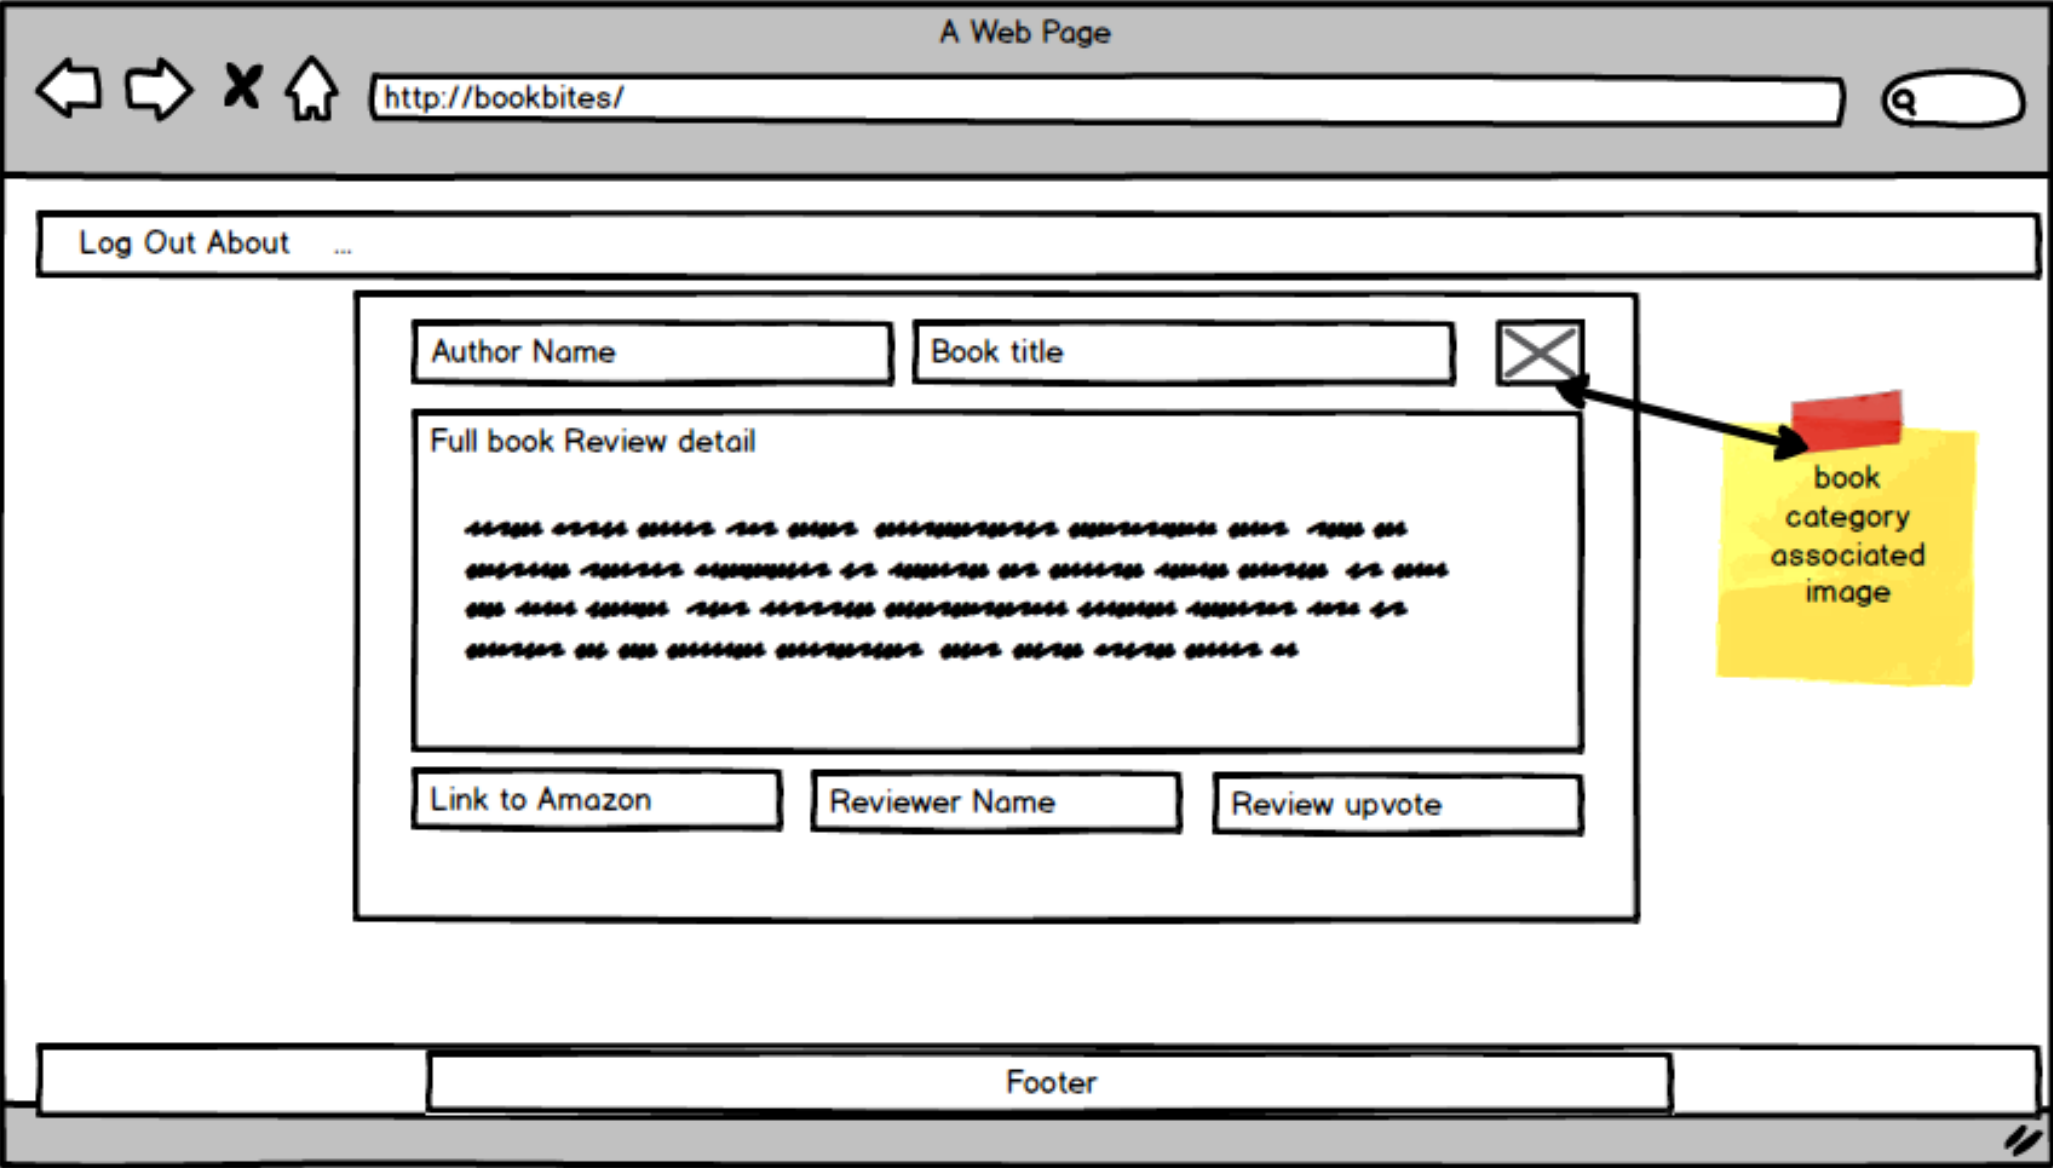 A Web Page
http://bookbites/
Log Out About ...
Author Name
Book title
Full book Review detail
Link to Amazon
Reviewer Name
Review upvote
book
category
associated
image
Footer